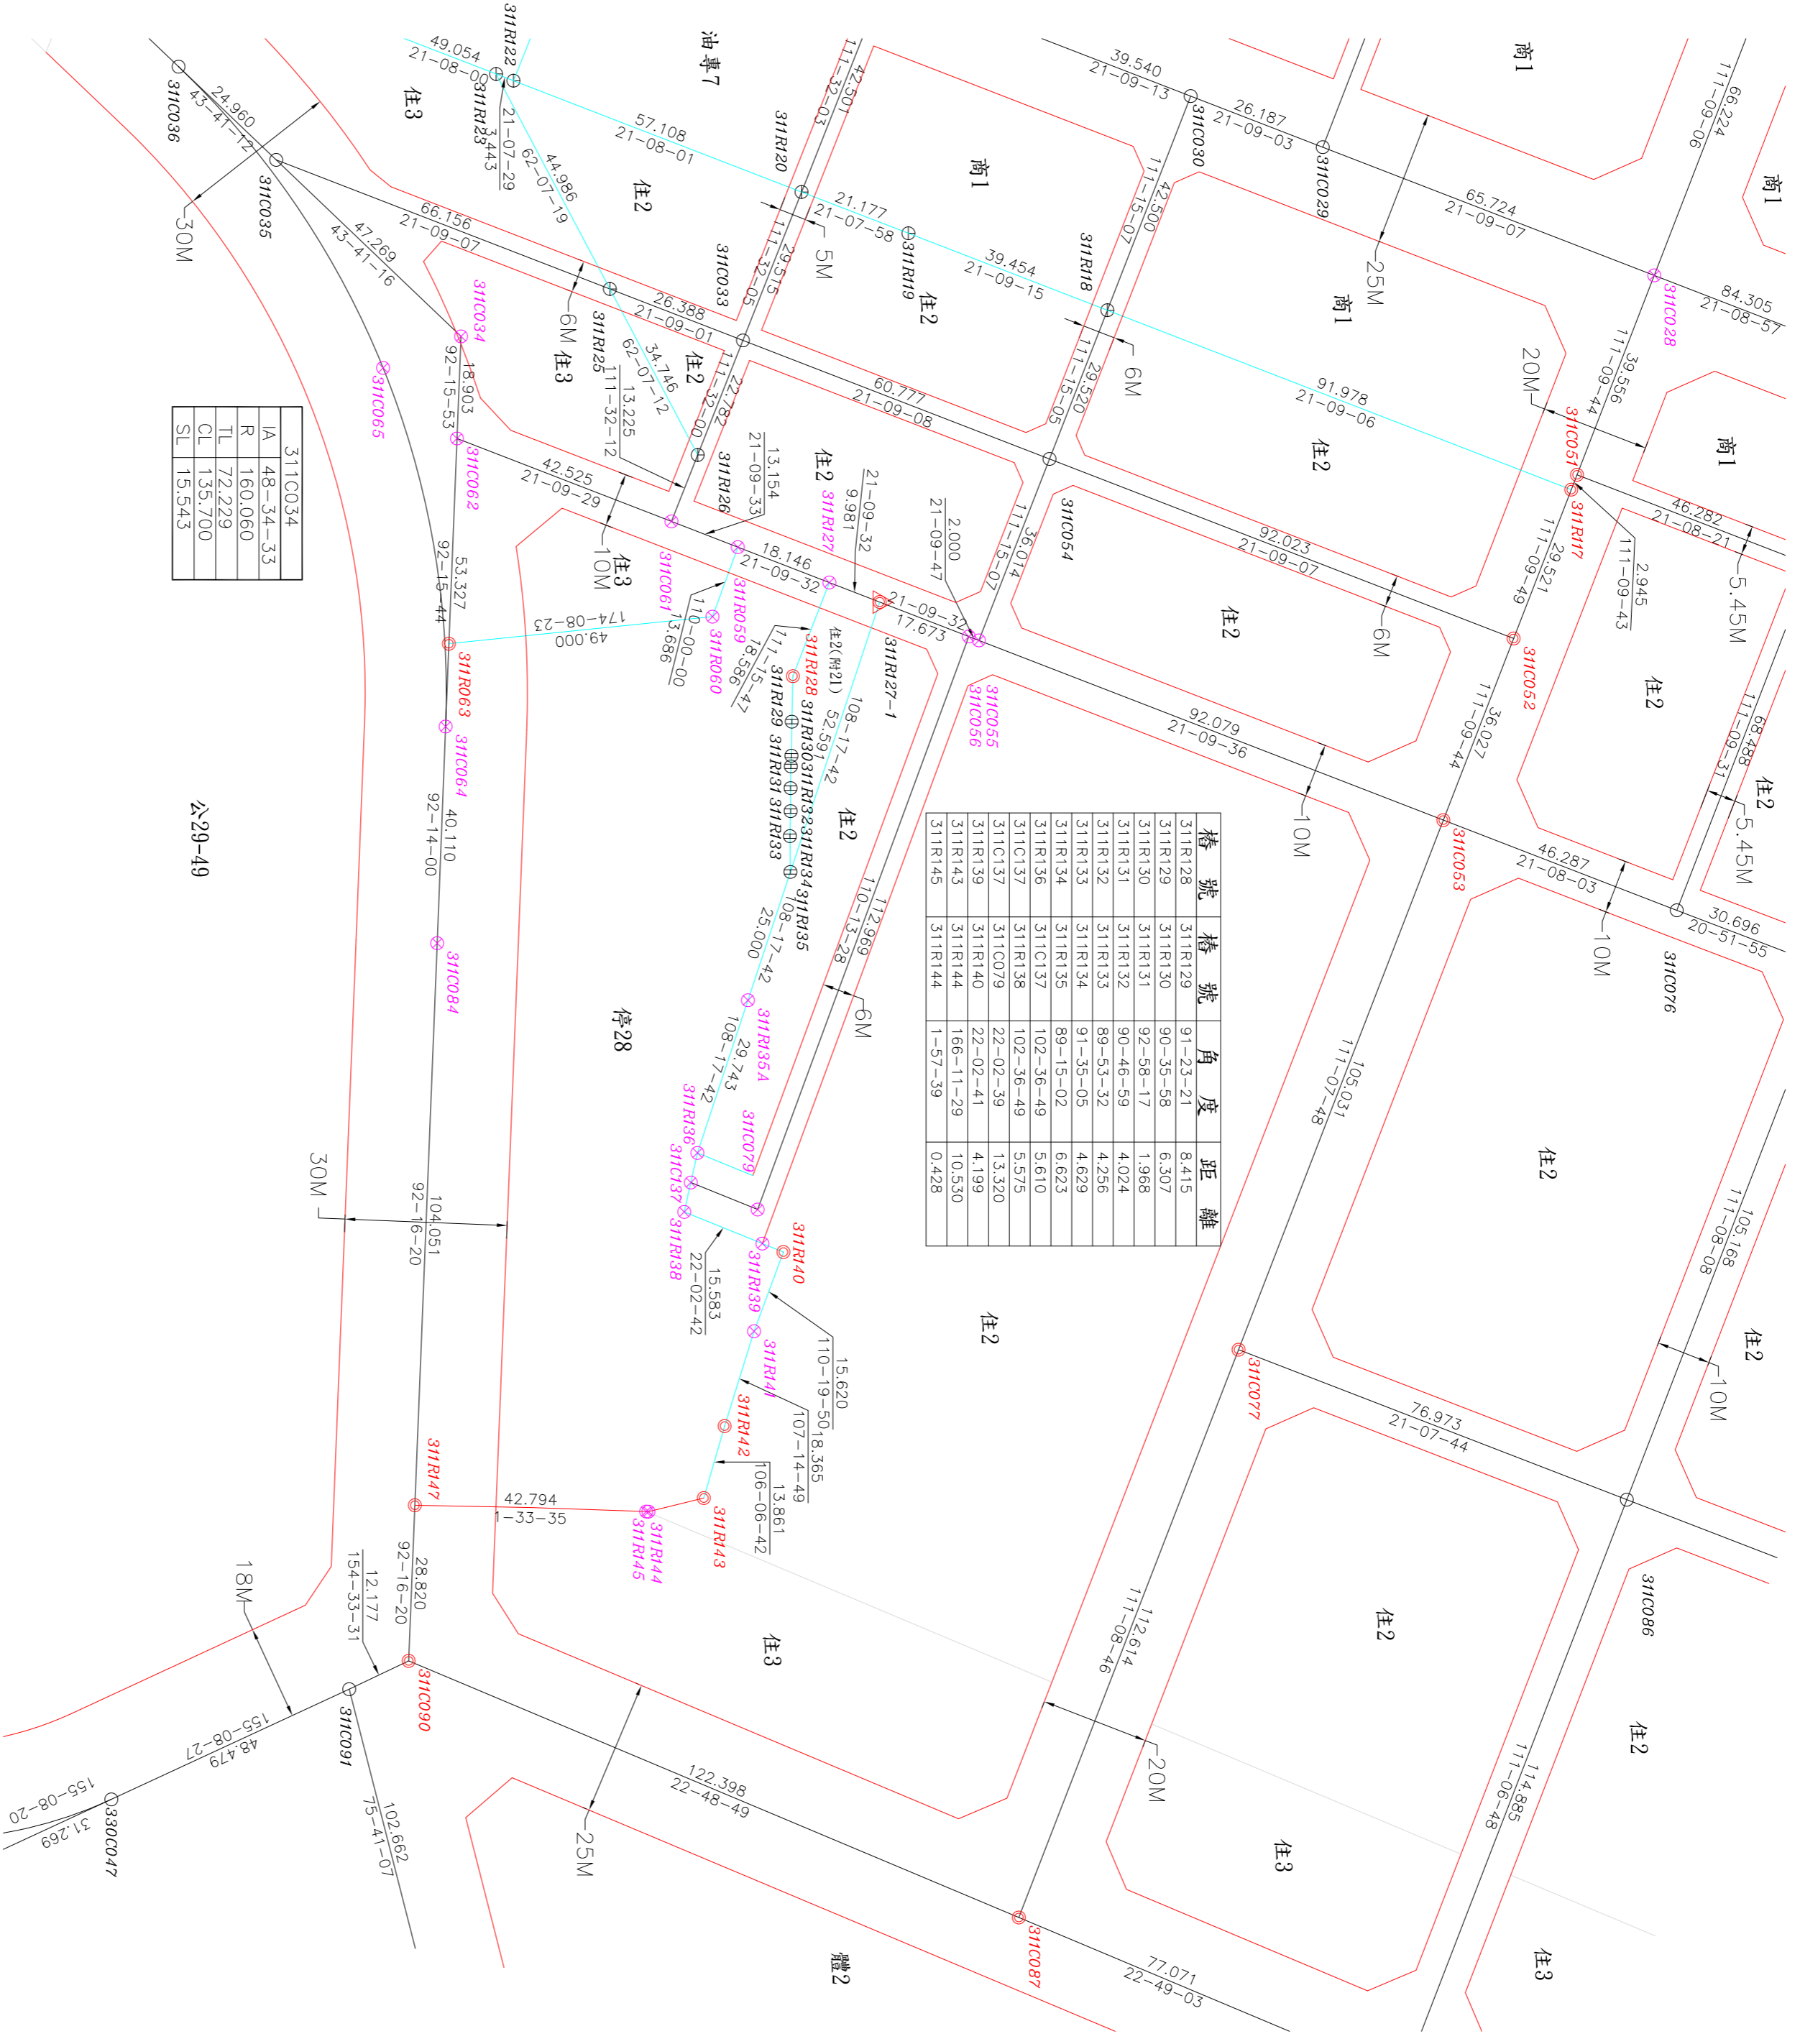 商1
66.224
111-09-06
商1
39.540
21-09-13
311C030
26.187
21-09-03
311C029
65.724
21-09-07
311C028
84.305
21-08-57
311R122
49.054
21-08-00
311R123
21-07-29
3.443
油專7
57.108
21-08-01
42.501
111-32-03
311R120
21.177
21-07-58
311R119
39.454
21-09-15
311R118
商1
42.500
111-15-07
25M
商1
39.556
111-09-44
20M
商1
311C051
311R117
2.945
111-09-43
46.282
21-08-21
5.45M
311C036
24.960
43-41-12
311C035
30M
住3
44.986
62-07-19
住2
66.156
21-09-07
47.269
43-41-16
311C034
6M
311R125
住3
26.388
21-09-01
311C033
29.575
111-32-05
5M
住2
6M
29.520
111-15-05
91.978
21-09-06
住2
29.521
111-09-49
311C065
18.903
92-15-53
311C062
34.746
62-07-12
住2
22.782
111-32-00
13.225
111-32-12
311R126
60.777
21-09-08
311C054
92.023
21-09-07
6M
311C052
住2
42.525
21-09-29
10M
住3
311C061
13.154
21-09-33
住2
311R127
18.146
21-09-32
21-09-32
9.981
2.000
21-09-47
21-09-32
17.673
36.014
111-15-07
住2
36.027
111-09-44
68.488
111-09-31
住2
5.45M
53.327
92-15-44
311R063
311C064
174-08-23
49.000
311R059
311R060
110-00-00
13.686
311R128
111-15-47
18.586
住2(附21)
311R127-1
108-17-42
52.591
311C055
311C056
92.079
21-09-36
10M
311C053
46.287
21-08-03
10M
311C076
30.696
20-51-55
311R129
311R130
311R131
311R132
311R133
311R134
311R135
住2
112.969
110-13-28
6M
公29-49
40.110
92-14-00
311C084
停28
108-17-42
25.000
311R135A
29.743
108-17-42
311R136
311C079
311C137
311R138
15.583
22-02-42
311R139
311R140
15.620
110-19-50
311R141
18.365
107-14-49
311R142
13.861
106-06-42
311R143
311R144
311R145
住2
105.031
111-07-48
住2
105.168
111-08-08
住2
10M
311C077
76.973
21-07-44
311C086
30M
104.051
92-16-20
311R147
42.794
1-33-35
28.820
92-16-20
12.177
154-33-31
311C090
311C091
18M
155-08-27
48.479
155-08-20
31.269
330C047
102.662
75-41-07
122.398
22-48-49
25M
住3
112.614
111-08-46
20M
住2
住2
114.885
111-06-48
住3
住3
311C087
77.071
22-49-03
體2
311C034
IA 48-34-33
R 160.060
TL 72.229
CL 135.700
SL 15.543
樁號 樁號 角度 距離
311R128 311R129 91-23-21 8.415
311R129 311R130 90-35-58 6.307
311R130 311R131 92-58-17 1.968
311R131 311R132 90-46-59 4.024
311R132 311R133 89-53-32 4.256
311R133 311R134 91-35-05 4.629
311R134 311R135 89-15-02 6.623
311R136 311C137 102-36-49 5.610
311C137 311R138 102-36-49 5.575
311C137 311C079 22-02-39 13.320
311R139 311R140 22-02-41 4.199
311R143 311R144 166-11-29 10.530
311R145 311R144 1-57-39 0.428